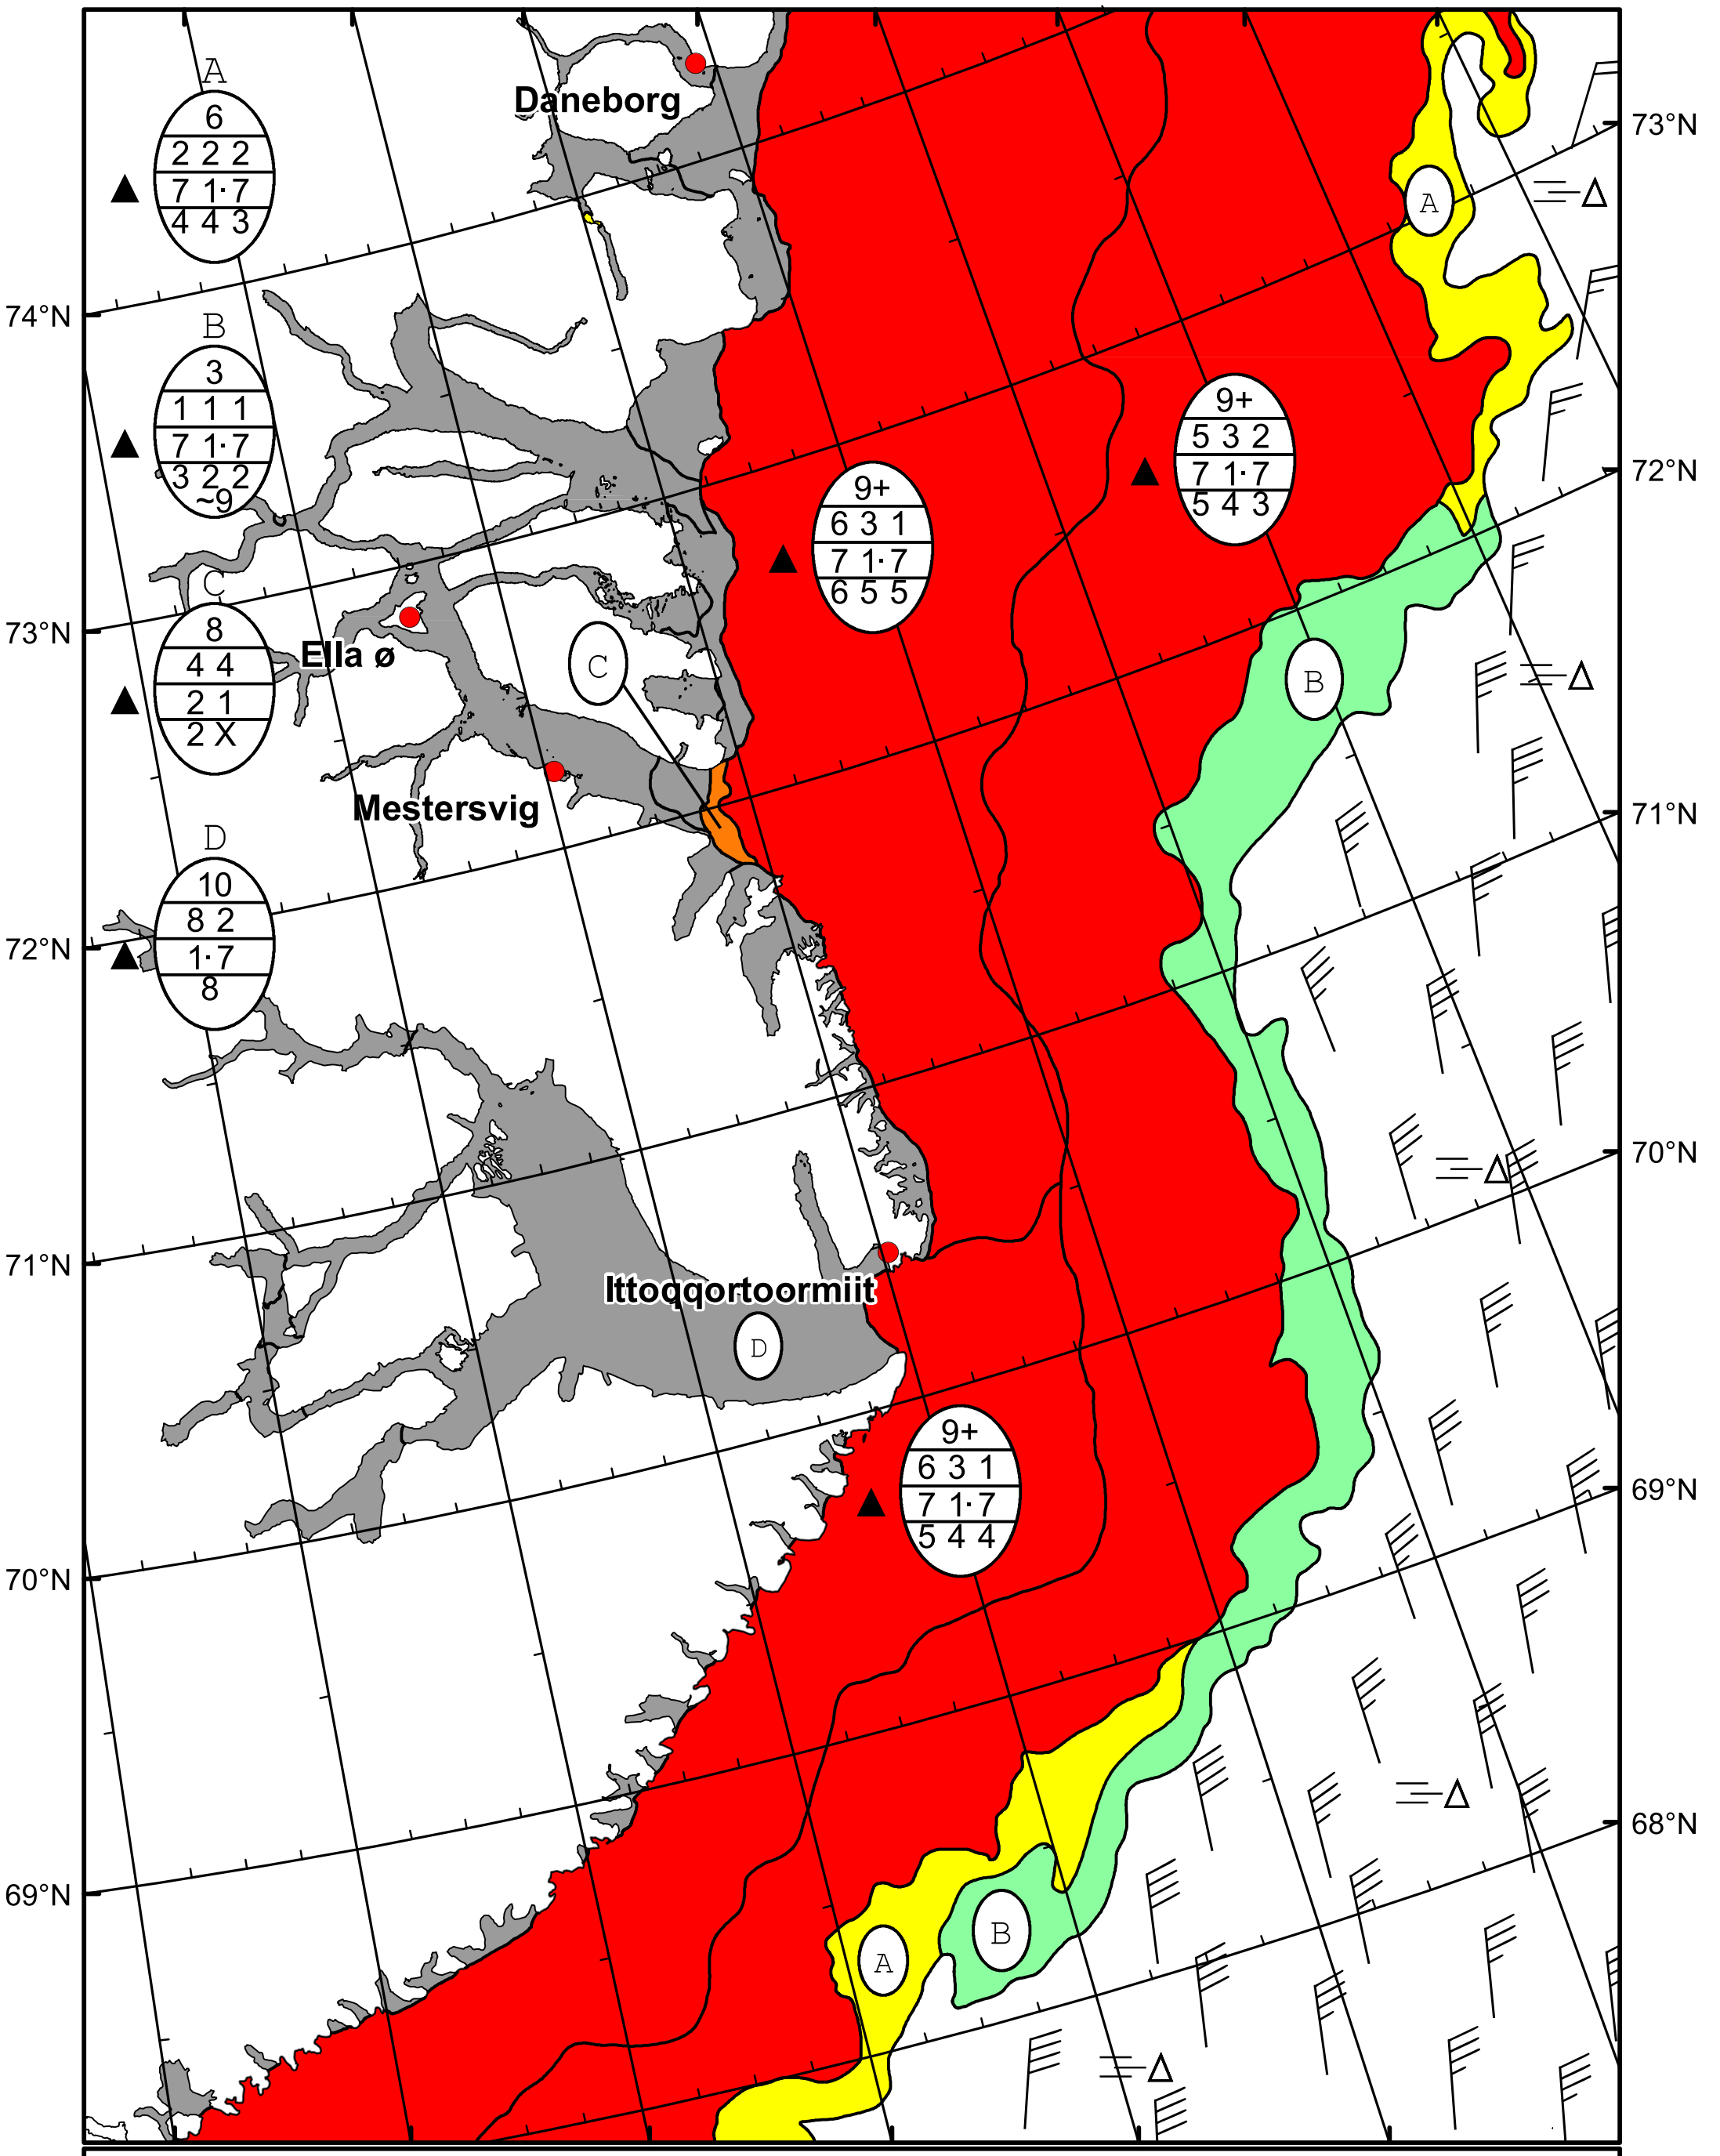 A
6
2 2 2
7 1· 7
4 4 3
B
3
1 1 1
7 1· 7
3 2 2
~9
C
8
4 4
2 1
2 X
D
10
8 2
1· 7
8
Daneborg
Ella ø
Mestersvig
Ittoqqortoormiit
C
D
9+
6 3 1
7 1· 7
6 5 5
9+
5 3 2
7 1· 7
5 4 3
9+
6 3 1
7 1· 7
5 4 4
A
B
A
B
74°N
73°N
72°N
71°N
70°N
69°N
73°N
72°N
71°N
70°N
69°N
68°N